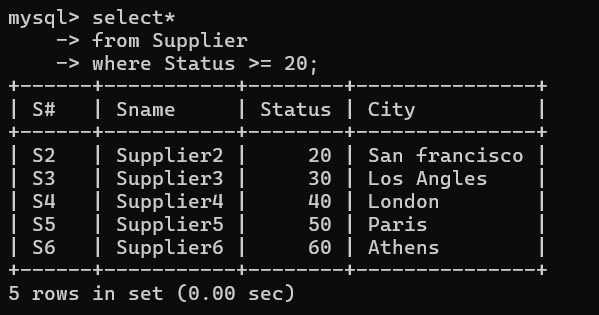 mysql> select*
    -> from Supplier
    -> where Status >= 20;
+------+-----------+--------+---------------+
| S#   | Sname     | Status | City          |
+------+-----------+--------+---------------+
| S2   | Supplier2 |     20 | San francisco |
| S3   | Supplier3 |     30 | Los Angles    |
| S4   | Supplier4 |     40 | London        |
| S5   | Supplier5 |     50 | Paris         |
| S6   | Supplier6 |     60 | Athens        |
+------+-----------+--------+---------------+
5 rows in set (0.00 sec)